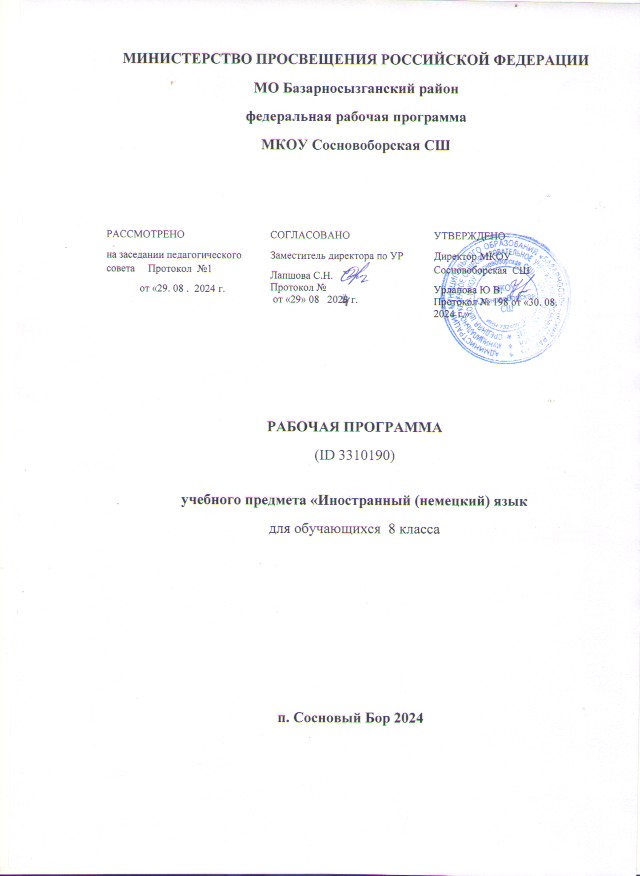 МИНИСТЕРСТВО ПРОСВЕЩЕНИЯ РОССИЙСКОЙ ФЕДЕРАЦИИ
МО Базарносызганский район
федеральная рабочая программа
МКОУ Сосновоборская СШ
РАССМОТРЕНО
на заседании педагогического
совета Протокол №1
от «29. 08 . 2024 г.
СОГЛАСОВАНО
Заместитель директора по УР
Лапшова С.Н.
Протокол №
от «29» 08 г.
УТВЕРЖДЕНО
Директор МКОУ
Сосновоборская СШ
Урлапова Ю В.
Протокол № 198 от «30. 08.
2024 г.»
РАБОЧАЯ ПРОГРАММА
(ID 3310190)
учебного предмета «Иностранный (немецкий) язык
для обучающихся 8 класса
п. Сосновый Бор 2024